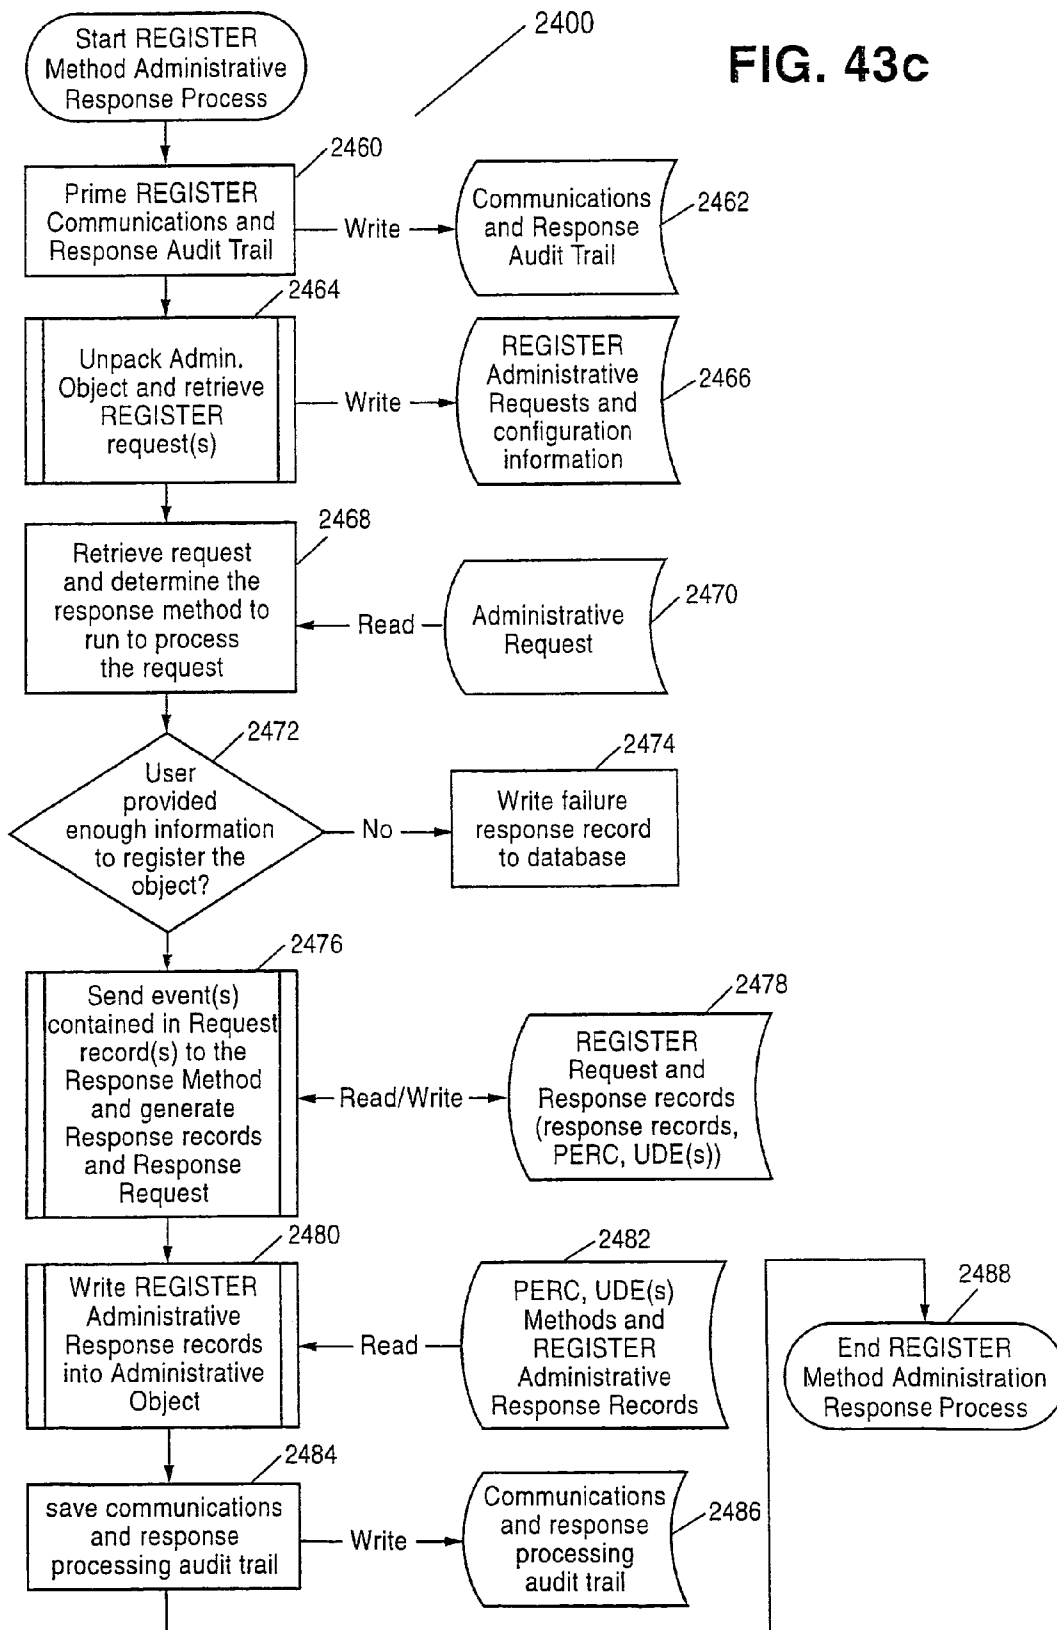 Start REGISTER
Method Administrative
Response Process
2400
FIG. 43c
2460
Prime REGISTER
Communications and
Response Audit Trail
Write
Communications
and Response
Audit Trail
2462
2464
Unpack Admin.
Object and retrieve
REGISTER
request(s)
Write
REGISTER
Administrative
Requests and
configuration
information
2466
2468
Retrieve request
and determine the
response method to
run to process
the request
Read
Administrative
Request
2470
2472
User
provided
enough information
to register the
object?
No
2474
Write failure
response record
to database
2476
Send event(s)
contained in Request
record(s) to the
Response Method
and generate
Response records
and Response
Request
Read/Write
2478
REGISTER
Request and
Response records
(response records,
PERC, UDE(s))
2480
Write REGISTER
Administrative
Response records
into Administrative
Object
Read
2482
PERC, UDE(s)
Methods and
REGISTER
Administrative
Response Records
2488
End REGISTER
Method Administration
Response Process
2484
save communications
and response
processing audit trail
Write
Communications
and response
processing
audit trail
2486